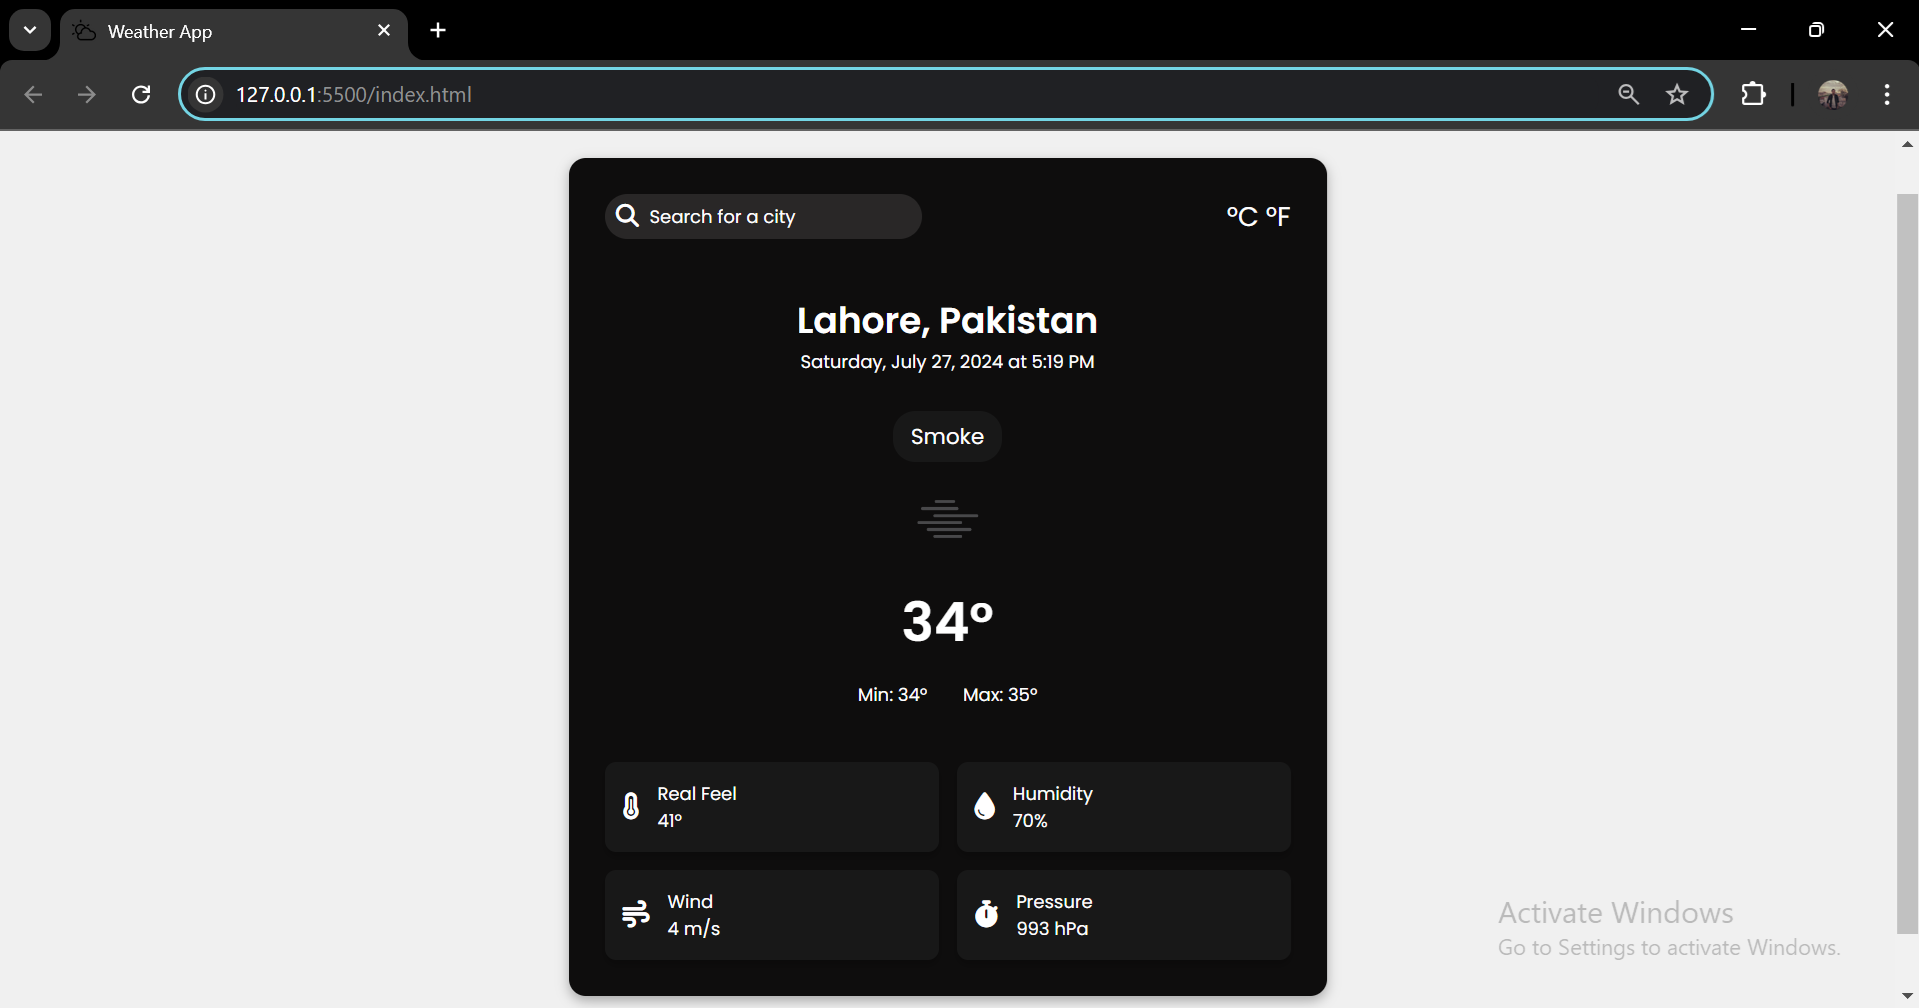 Weather App
127.0.0.1:5500/index.html
Search for a city
°C °F
Lahore, Pakistan
Saturday, July 27, 2024 at 5:19 PM
Smoke
34°
Min: 34° Max: 35°
Real Feel
41°
Humidity
70%
Wind
4 m/s
Pressure
993 hPa
Activate Windows
Go to Settings to activate Windows.